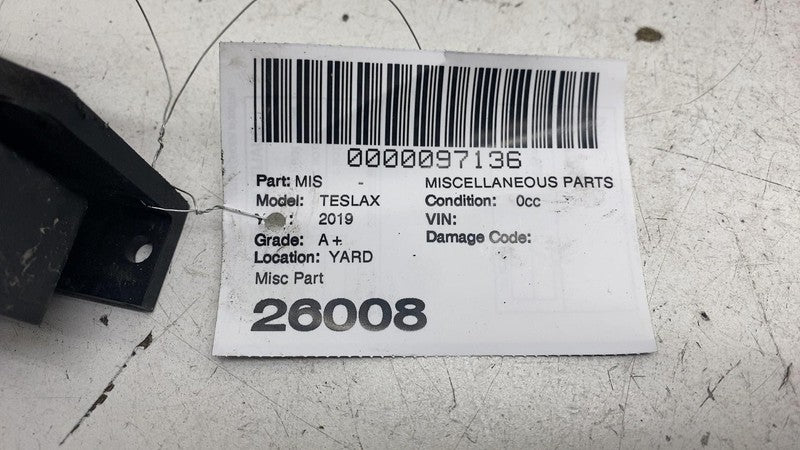 0000097136
Part: MIS - MISCELLANEOUS PARTS
Model: TESLAX Condition: 0cc
: 2019 VIN:
Grade: A+ Damage Code:
Location: YARD
Misc Part
26008